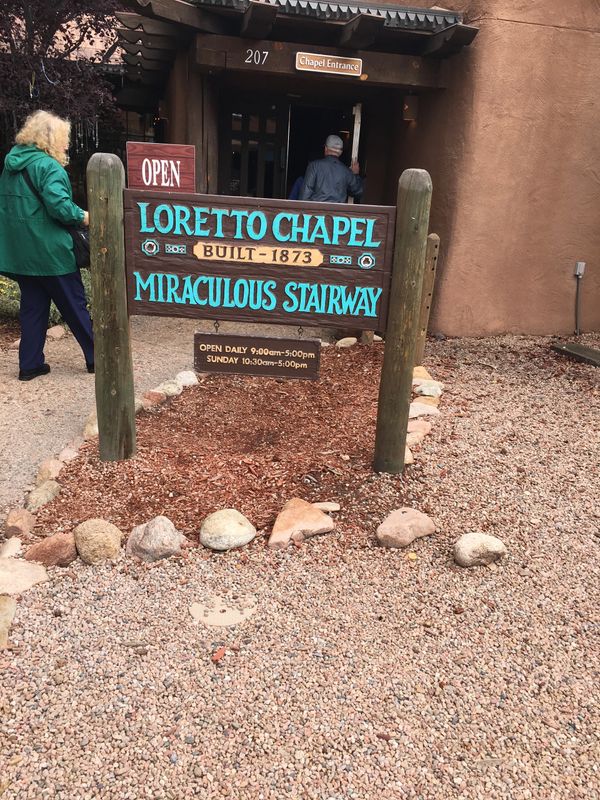 207
Chapel Entrance
OPEN
LORETTO CHAPEL
BUILT-1873
MIRACULOUS STAIRWAY
OPEN DAILY 9:00am-5:00pm
SUNDAY 10:30am-5:00pm